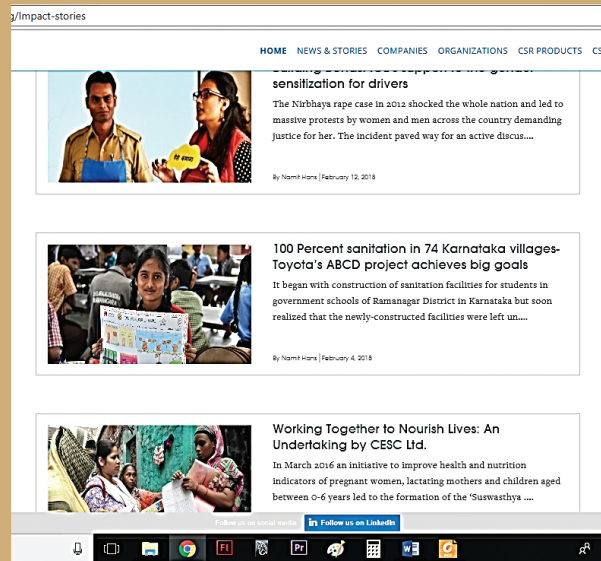 g/Impact-stories
HOME NEWS & STORIES COMPANIES ORGANIZATIONS CSR PRODUCTS CS
sensitization for drivers
The Nirbhaya rape case in 2012 shocked the whole nation and led to
massive protests by women and men across the country demanding
justice for her. The incident paved way for an active discus....
By Namit Hans | February 12, 2018
100 Percent sanitation in 74 Karnataka villages-
Toyota's ABCD project achieves big goals
It began with construction of sanitation facilities for students in
government schools of Ramanagar District in Karnataka but soon
realized that the newly-constructed facilities were left un....
By Namit Hans | February 4, 2018
Working Together to Nourish Lives: An
Undertaking by CESC Ltd.
In March 2016 an initiative to improve health and nutrition
indicators of pregnant women, lactating mothers and children aged
between 0-6 years led to the formation of the 'Suswasthya ....
Follow us on social media in Follow us on LinkedIn
Fl Pr W